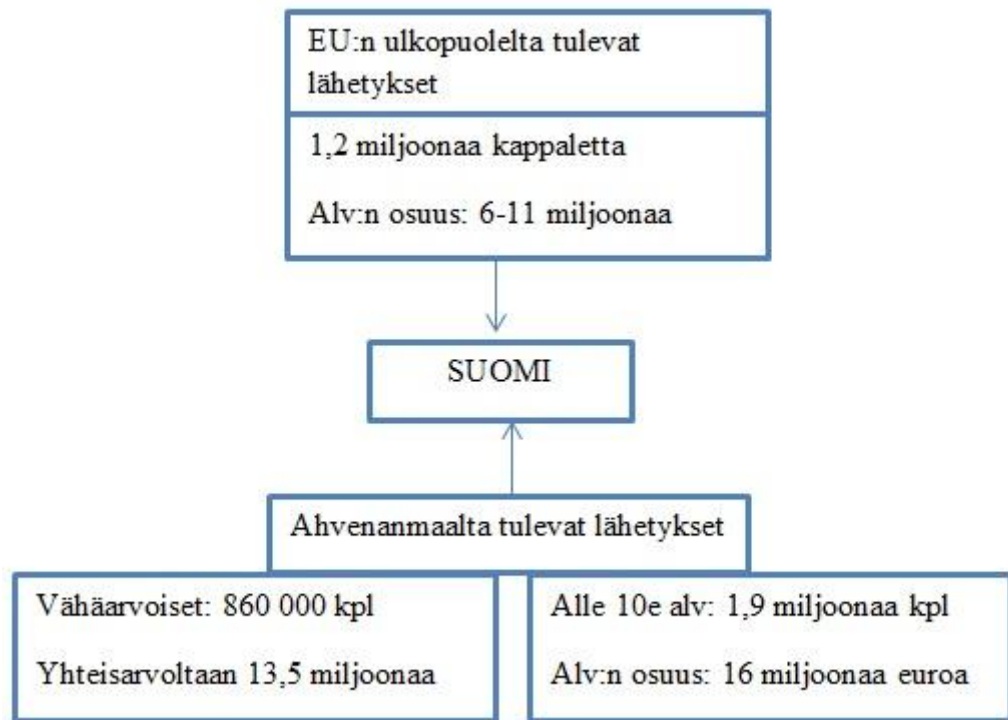 EU:n ulkopuolelta tulevat
lähetykset
1,2 miljoonaa kappaletta
Alv:n osuus: 6-11 miljoonaa
SUOMI
Ahvenanmaalta tulevat lähetykset
Vähäarvoiset: 860 000 kpl
Yhteisarvoltaan 13,5 miljoonaa
Alle 10e alv: 1,9 miljoonaa kpl
Alv:n osuus: 16 miljoonaa euroa